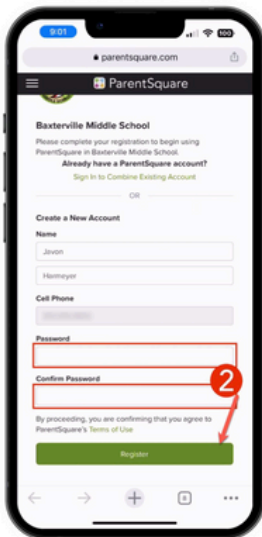 9:01
100
parentsquare.com
ParentSquare
Baxterville Middle School
Please complete your registration to begin using
ParentSquare in Baxterville Middle School.
Already have a ParentSquare account?
Sign In to Combine Existing Account
OR
Create a New Account
Name
Javon
Hermeyer
Cell Phone
Password
Confirm Password
2
By proceeding, you are confirming that you agree to
ParentSquare's Terms of Use
Register